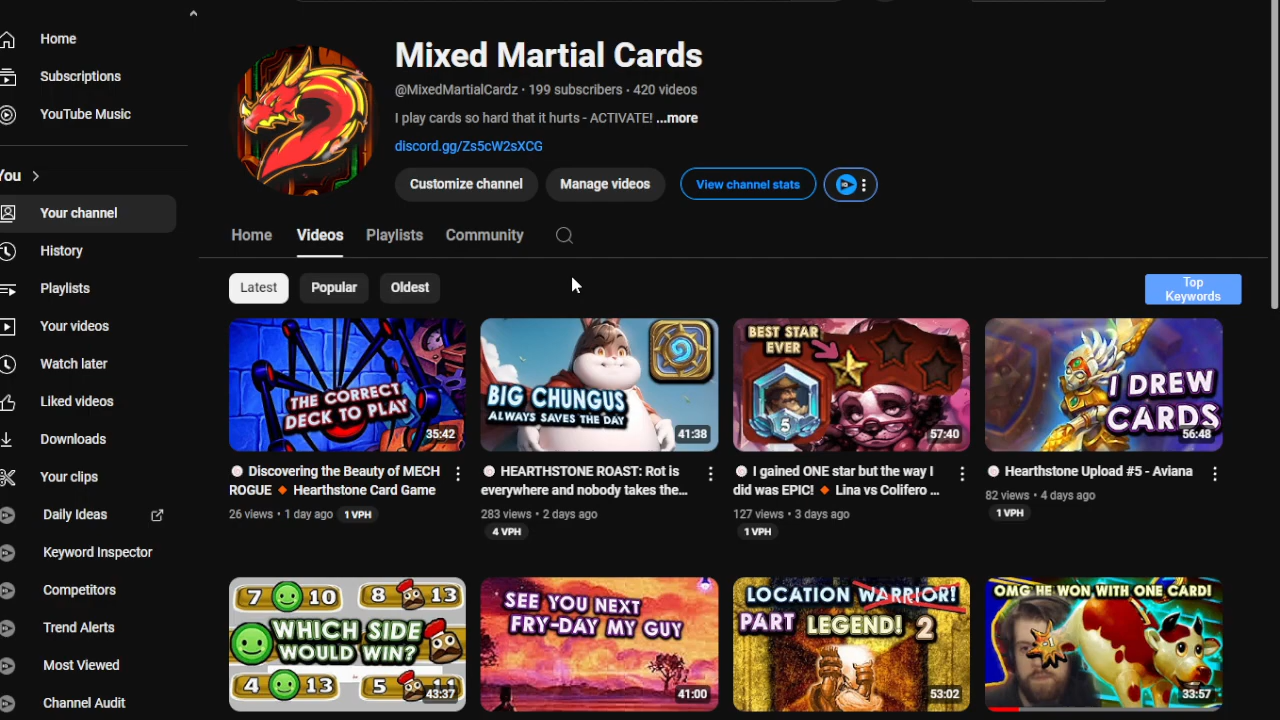 Home
Subscriptions
YouTube Music
You
Your channel
History
Playlists
Your videos
Watch later
Liked videos
Downloads
Your clips
Daily Ideas
Keyword Inspector
Competitors
Trend Alerts
Most Viewed
Channel Audit
Mixed Martial Cards
@MixedMartialCardz · 199 subscribers · 420 videos
I play cards so hard that it hurts - ACTIVATE! ...more
discord.gg/Zs5cW2sXCG
Customize channel
Manage videos
View channel stats
Home
Videos
Playlists
Community
Latest
Popular
Oldest
Top
Keywords
THE CORRECT
DECK TO PLAY
35:42
Discovering the Beauty of MECH
ROGUE 🔸 Hearthstone Card Game
26 views · 1 day ago 1 VPH
BIG CHUNGUS
ALWAYS SAVES THE DAY
41:38
HEARTHSTONE ROAST: Rot is
everywhere and nobody takes the...
283 views · 2 days ago
4 VPH
BEST STAR
EVER
5
57:40
I gained ONE star but the way I
did was EPIC! 🔸 Lina vs Colifero ...
127 views · 3 days ago
1 VPH
I DREW
CARDS
56:48
Hearthstone Upload #5 - Aviana
82 views · 4 days ago
1 VPH
7 10 8 13
WHICH SIDE
WOULD WIN?
4 13 5 11
43:37
SEE YOU NEXT
FRY-DAY MY GUY
41:00
LOCATION WARRIOR!
PART LEGEND! 2
53:02
OMG HE WON WITH ONE CARD!
33:57